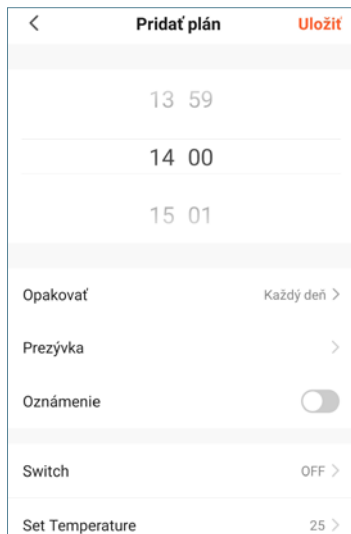 Pridať plán Uložiť
13 59
14 00
15 01
Opakovať Každý deň
Prezývka
Oznámenie
Switch OFF
Set Temperature 25